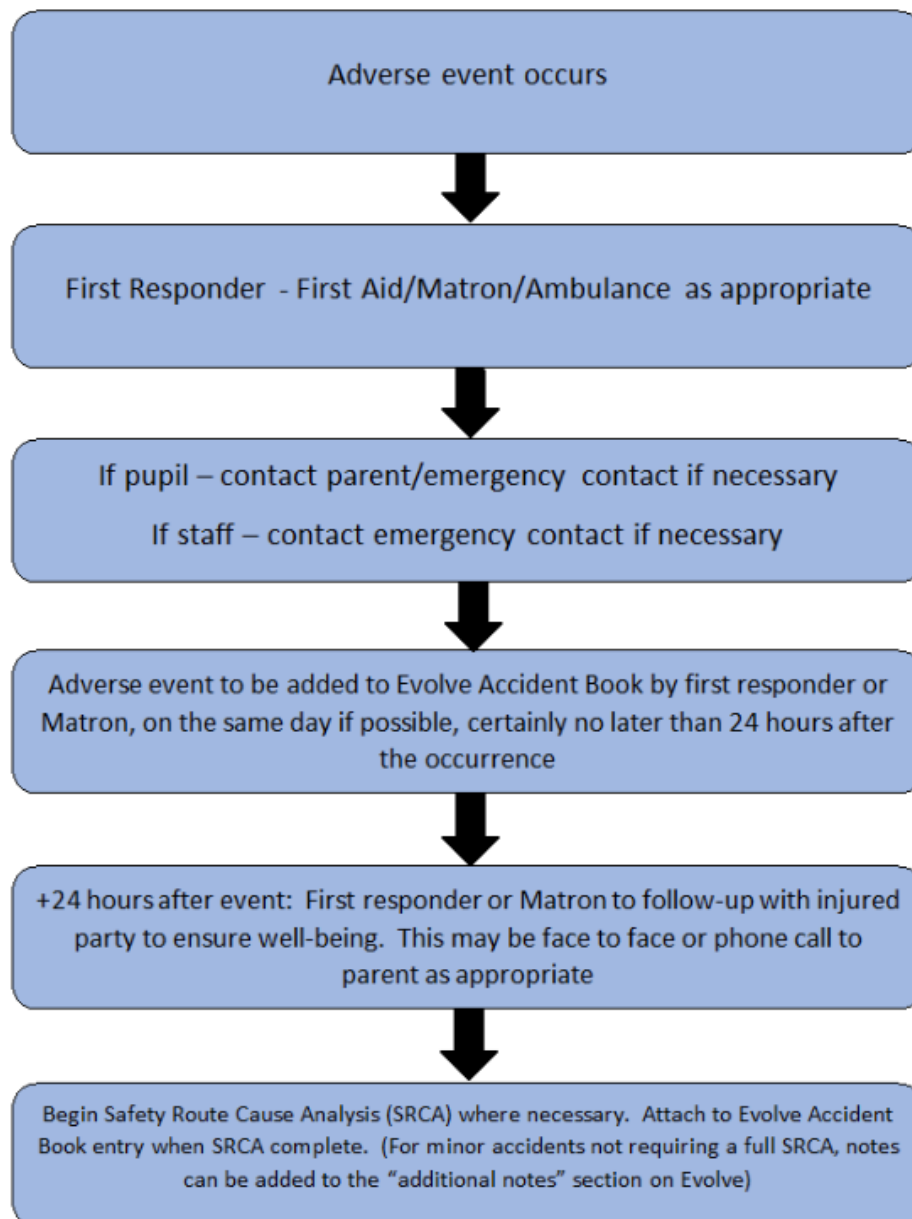 Adverse event occurs
First Responder - First Aid/Matron/Ambulance as appropriate
If pupil – contact parent/emergency contact if necessary
If staff – contact emergency contact if necessary
Adverse event to be added to Evolve Accident Book by first responder or
Matron, on the same day if possible, certainly no later than 24 hours after
the occurrence
+24 hours after event: First responder or Matron to follow-up with injured
party to ensure well-being. This may be face to face or phone call to
parent as appropriate
Begin Safety Route Cause Analysis (SRCA) where necessary. Attach to Evolve Accident
Book entry when SRCA complete. (For minor accidents not requiring a full SRCA, notes
can be added to the “additional notes” section on Evolve)